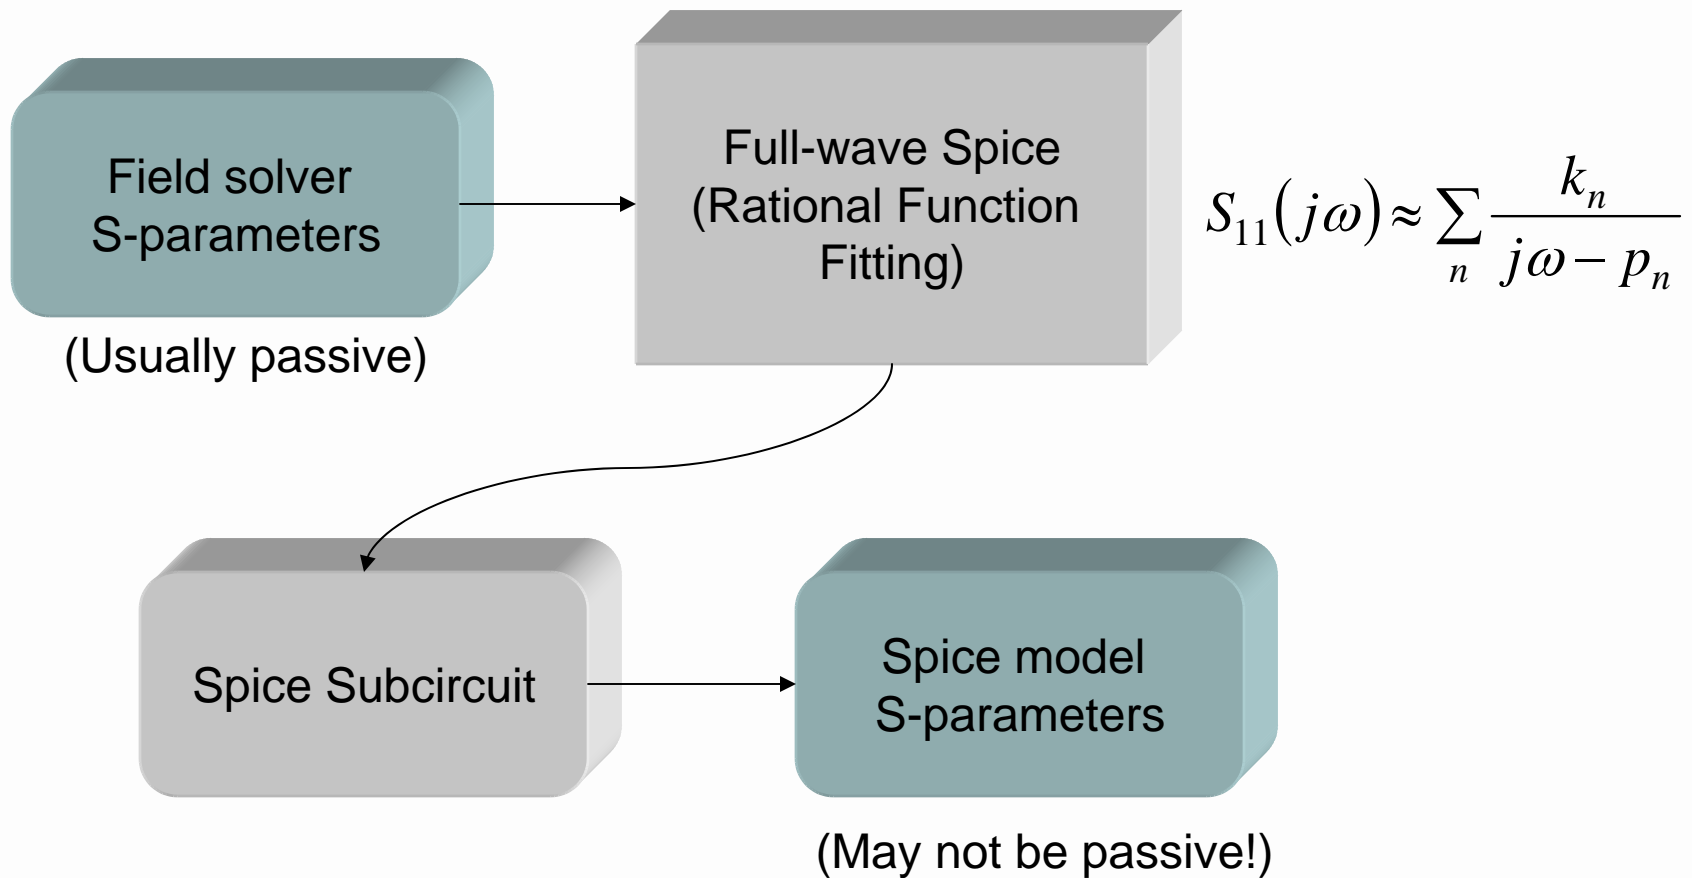 Field solver
S-parameters
(Usually passive)
Full-wave Spice
(Rational Function
Fitting)
S₁₁(jω) ≈ ∑ₙ kₙ / (jω − pₙ)
Spice Subcircuit
Spice model
S-parameters
(May not be passive!)